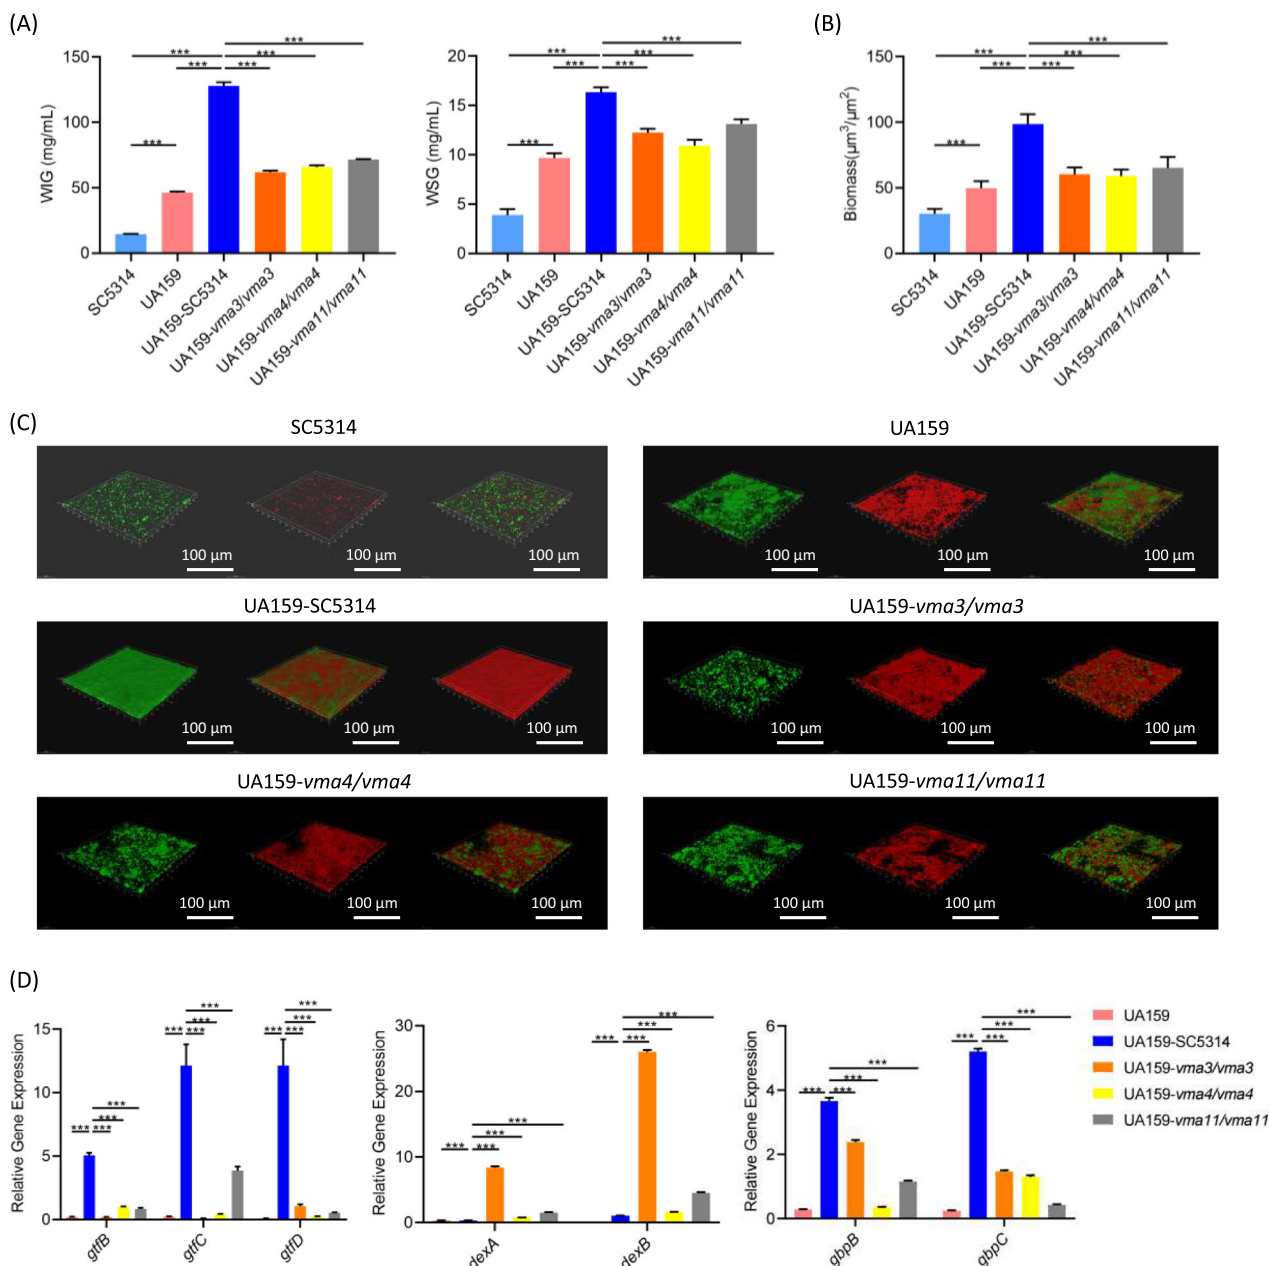 (A)
(B)
*** *** *** *** *** ***
WIG (mg/mL)
150
100
50
0
SC5314
UA159
UA159-SC5314
UA159-vma3/vma3
UA159-vma4/vma4
UA159-vma11/vma11
*** *** *** *** *** ***
WSG (mg/mL)
20
15
10
5
0
SC5314
UA159
UA159-SC5314
UA159-vma3/vma3
UA159-vma4/vma4
UA159-vma11/vma11
*** *** *** *** *** ***
Biomass(μm³/μm²)
150
100
50
0
SC5314
UA159
UA159-SC5314
UA159-vma3/vma3
UA159-vma4/vma4
UA159-vma11/vma11
(C)
SC5314
100 μm 100 μm 100 μm
UA159
100 μm 100 μm 100 μm
UA159-SC5314
100 μm 100 μm 100 μm
UA159-vma3/vma3
100 μm 100 μm 100 μm
UA159-vma4/vma4
100 μm 100 μm 100 μm
UA159-vma11/vma11
100 μm 100 μm 100 μm
(D)
Relative Gene Expression
15
10
5
0
*** *** *** ***
*** *** *** ***
*** *** *** ***
gtfB
gtfC
gtfD
Relative Gene Expression
30
20
10
0
*** *** *** ***
*** *** *** ***
dexA
dexB
Relative Gene Expression
6
4
2
0
*** *** *** ***
*** *** *** ***
gbpB
gbpC
UA159
UA159-SC5314
UA159-vma3/vma3
UA159-vma4/vma4
UA159-vma11/vma11